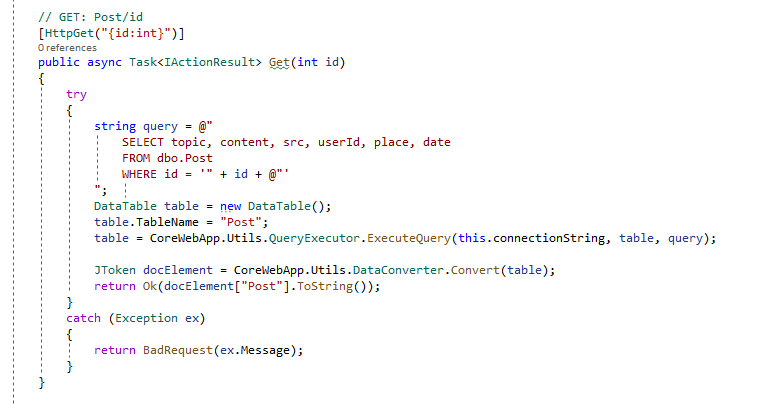 // GET: Post/id
[HttpGet("{id:int}")]
0 references
public async Task<IActionResult> Get(int id)
{
try
{
string query = @"
SELECT topic, content, src, userId, place, date
FROM dbo.Post
WHERE id = '" + id + @"'
";
DataTable table = new DataTable();
table.TableName = "Post";
table = CoreWebApp.Utils.QueryExecutor.ExecuteQuery(this.connectionString, table, query);
JToken docElement = CoreWebApp.Utils.DataConverter.Convert(table);
return Ok(docElement["Post"].ToString());
}
catch (Exception ex)
{
return BadRequest(ex.Message);
}
}